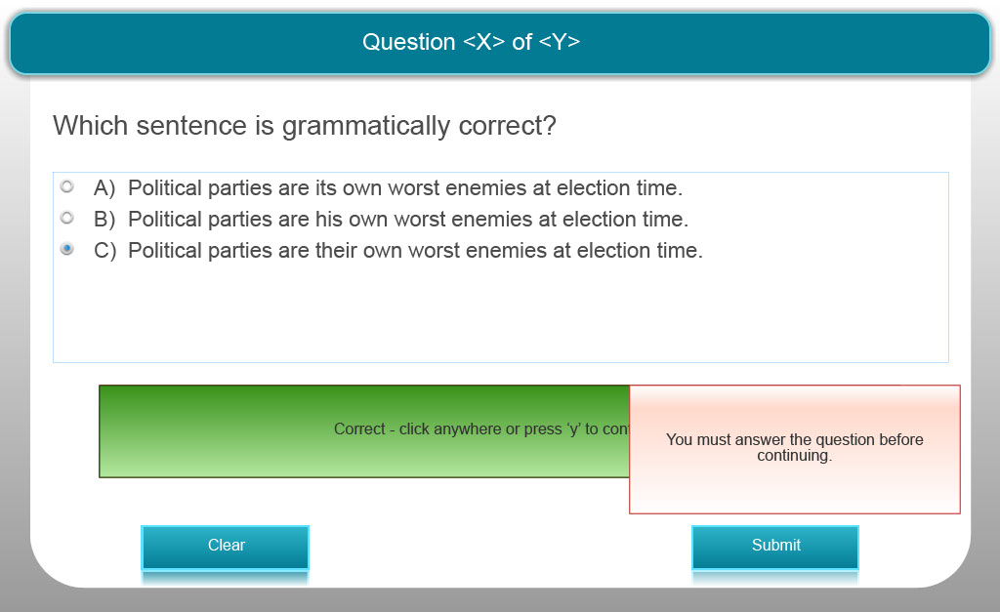 Question <X> of <Y>
Which sentence is grammatically correct?
A) Political parties are its own worst enemies at election time.
B) Political parties are his own worst enemies at election time.
C) Political parties are their own worst enemies at election time.
Correct - click anywhere or press ‘y’ to con
You must answer the question before
continuing.
Clear
Submit